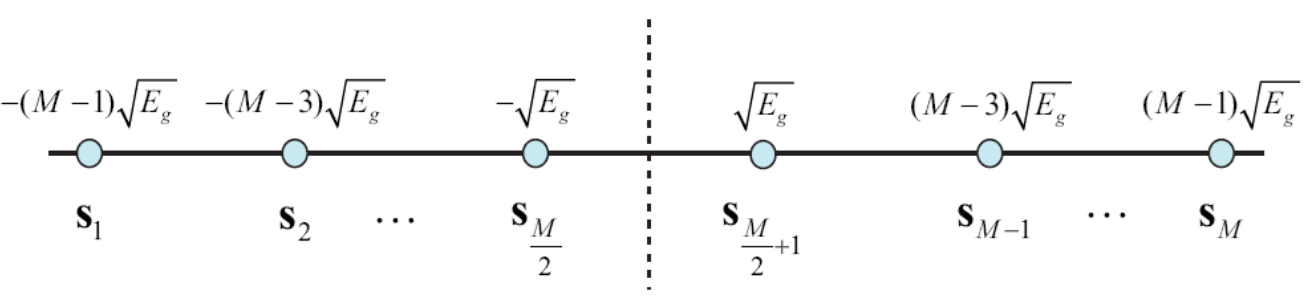 −(M−1)√E_g −(M−3)√E_g −√E_g √E_g (M−3)√E_g (M−1)√E_g
s_1 s_2 ⋯ s_{M/2} s_{M/2+1} s_{M−1} ⋯ s_M